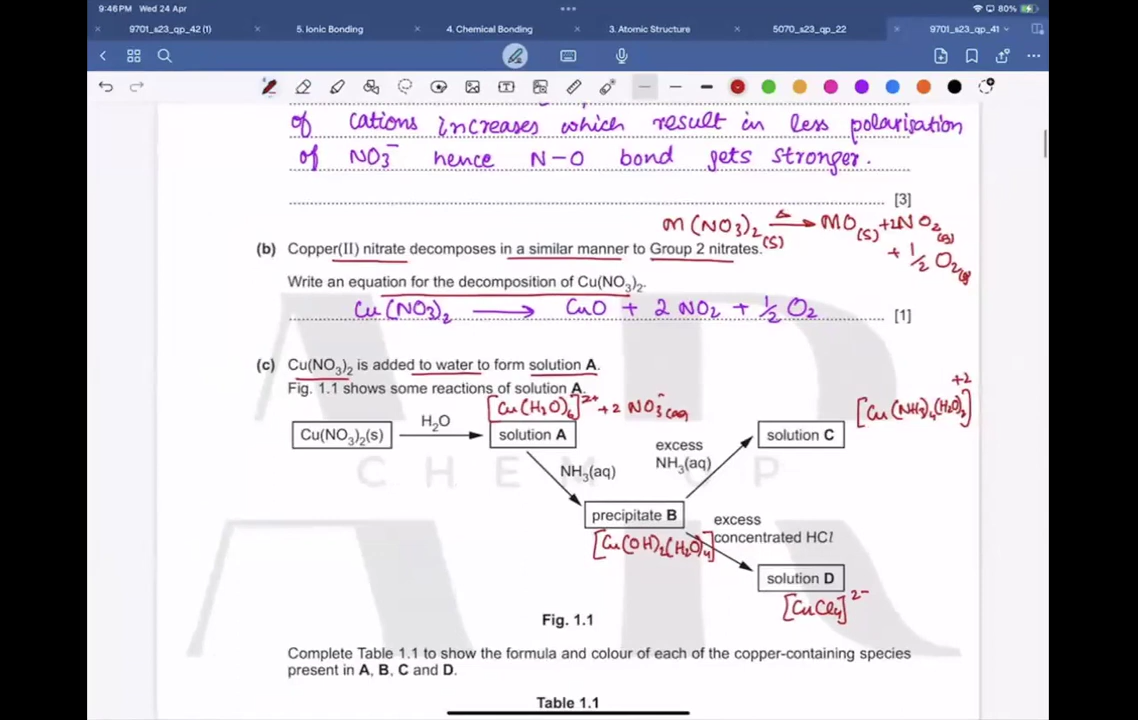 9:46 PM Wed 24 Apr
80%
9701_s23_qp_42 (1)
5. Ionic Bonding
4. Chemical Bonding
3. Atomic Structure
5070_s23_qp_22
9701_s23_qp_41
of cations increases which result in less polarisation
of NO3⁻ hence N-O bond gets stronger.
[3]
M(NO3)2(s) —Δ→ MO(s) + 2NO2(g)
+ 1/2 O2(g)
(b) Copper(II) nitrate decomposes in a similar manner to Group 2 nitrates.
Write an equation for the decomposition of Cu(NO3)2.
Cu(NO3)2 ⟶ CuO + 2 NO2 + 1/2 O2
[1]
(c) Cu(NO3)2 is added to water to form solution A.
Fig. 1.1 shows some reactions of solution A.
[Cu(H2O)6]²⁺ + 2 NO3⁻(aq)
+2
[Cu(NH3)4(H2O)2]
Cu(NO3)2(s)
H2O
solution A
excess
NH3(aq)
solution C
NH3(aq)
CHEM UP
precipitate B
[Cu(OH)2(H2O)4]
excess
concentrated HCl
solution D
[CuCl4]²⁻
Fig. 1.1
Complete Table 1.1 to show the formula and colour of each of the copper-containing species
present in A, B, C and D.
Table 1.1